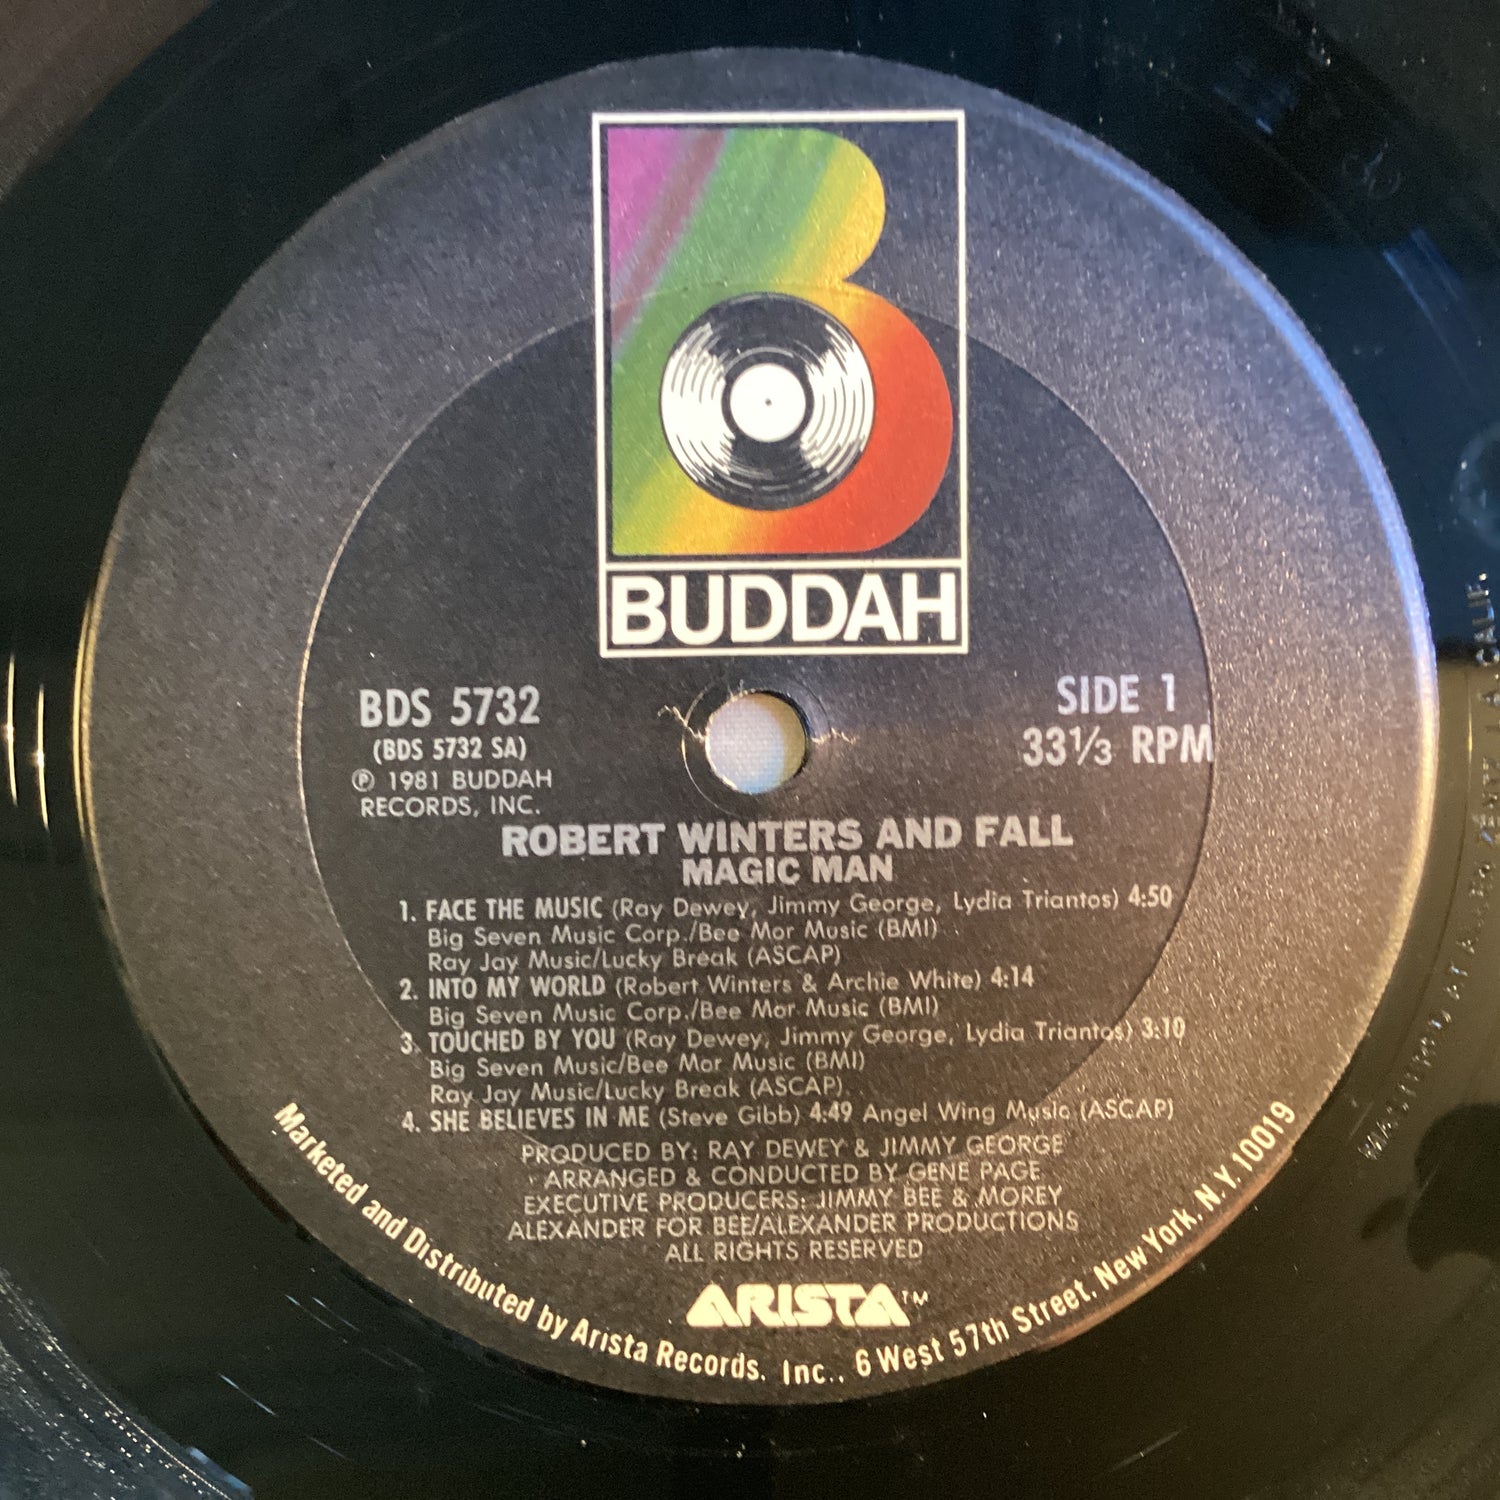 BUDDAH
BDS 5732
(BDS 5732 SA)
Ⓟ 1981 BUDDAH
RECORDS, INC.
SIDE 1
33⅓ RPM
ROBERT WINTERS AND FALL
MAGIC MAN
1. FACE THE MUSIC (Ray Dewey, Jimmy George, Lydia Triantos) 4:50
Big Seven Music Corp./Bee Mor Music (BMI)
Ray Jay Music/Lucky Break (ASCAP)
2. INTO MY WORLD (Robert Winters & Archie White) 4:14
Big Seven Music Corp./Bee Mor Music (BMI)
3. TOUCHED BY YOU (Ray Dewey, Jimmy George, Lydia Triantos) 3:10
Big Seven Music/Bee Mor Music (BMI)
Ray Jay Music/Lucky Break (ASCAP)
4. SHE BELIEVES IN ME (Steve Gibb) 4:49 Angel Wing Music (ASCAP)
PRODUCED BY: RAY DEWEY & JIMMY GEORGE
ARRANGED & CONDUCTED BY GENE PAGE
EXECUTIVE PRODUCERS: JIMMY BEE & MOREY
ALEXANDER FOR BEE/ALEXANDER PRODUCTIONS
ALL RIGHTS RESERVED
ARISTA™
Marketed and Distributed by Arista Records, Inc., 6 West 57th Street, New York, N.Y. 10019